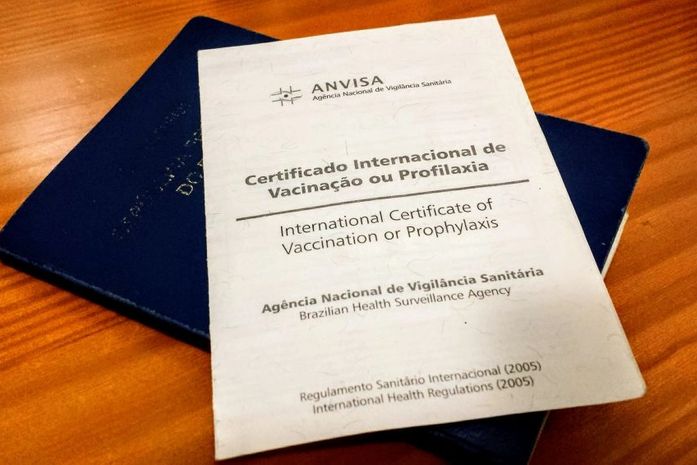 ANVISA
Agência Nacional de Vigilância Sanitária
Certificado Internacional de
Vacinação ou Profilaxia
International Certificate of
Vaccination or Prophylaxis
Agência Nacional de Vigilância Sanitária
Brazilian Health Surveillance Agency
Regulamento Sanitário Internacional (2005)
International Health Regulations (2005)